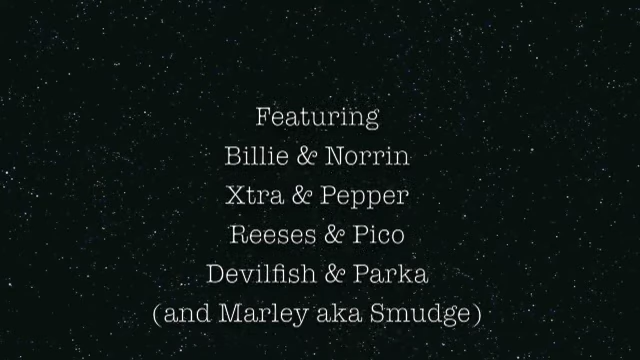 Featuring
Billie & Norrin
Xtra & Pepper
Reeses & Pico
Devilfish & Parka
(and Marley aka Smudge)